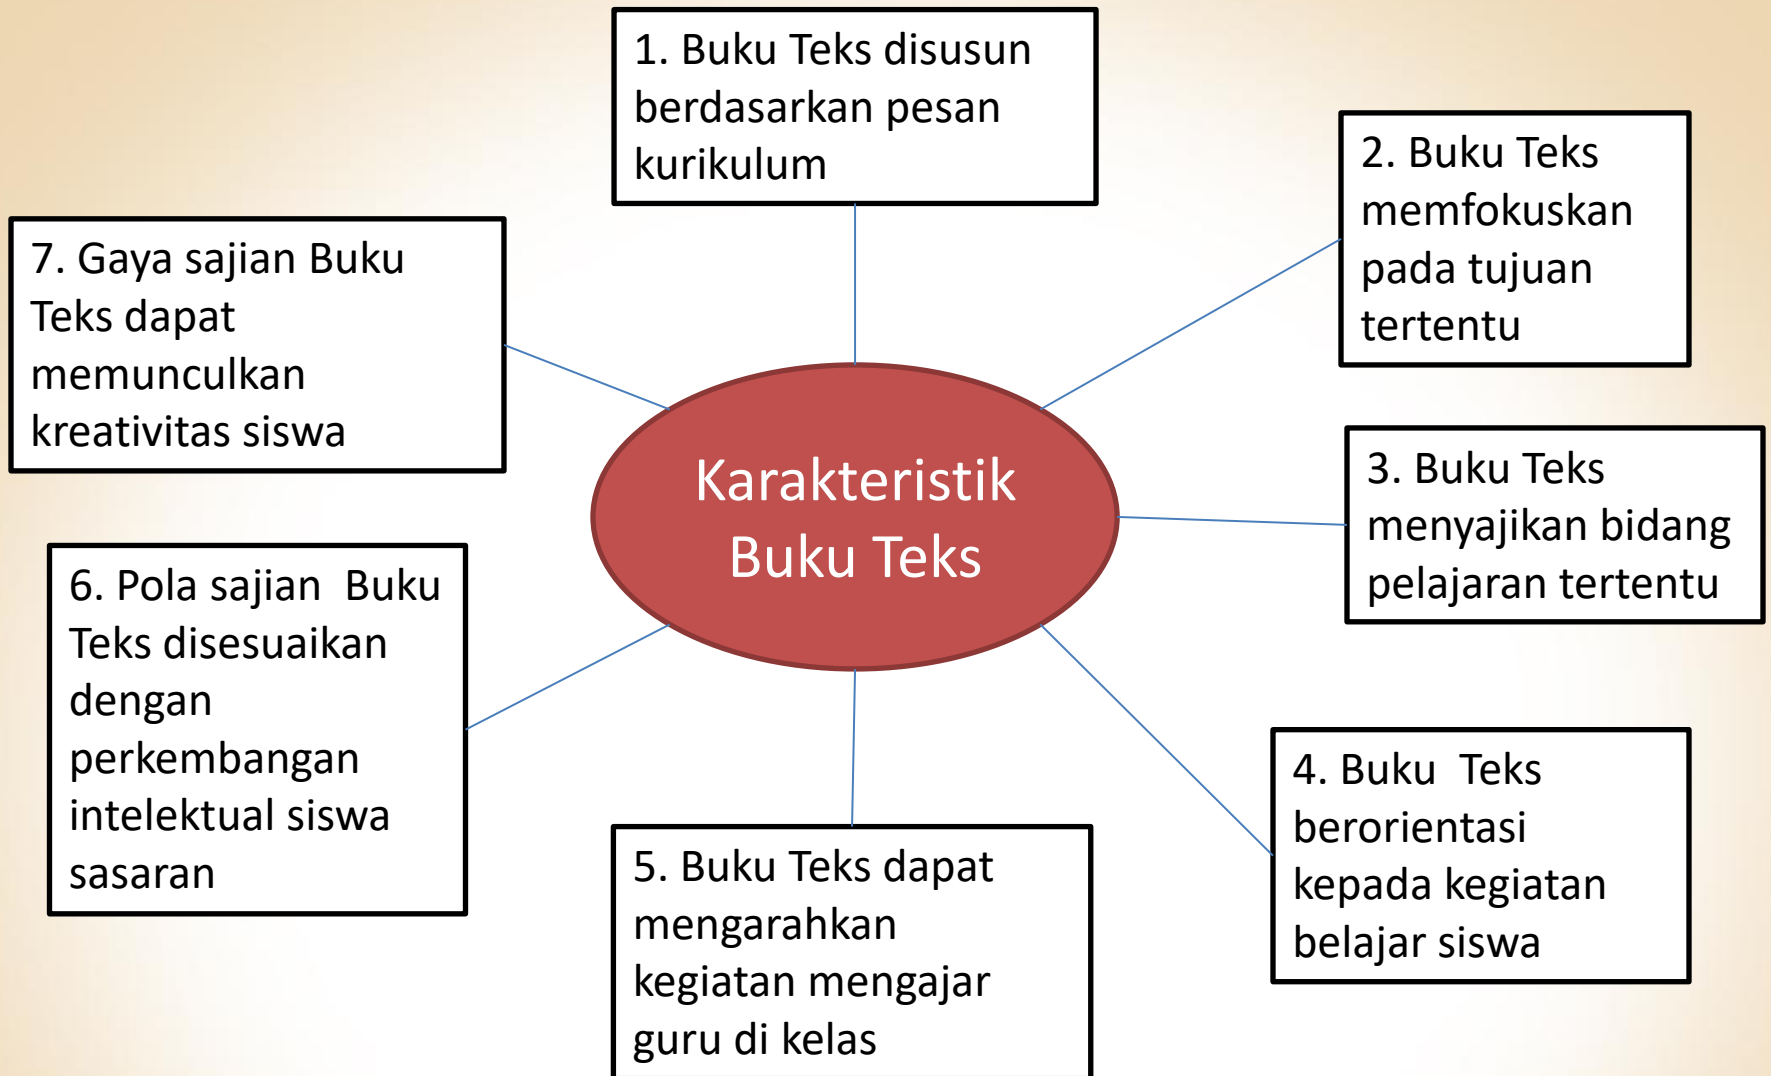 1. Buku Teks disusun
berdasarkan pesan
kurikulum
2. Buku Teks
memfokuskan
pada tujuan
tertentu
3. Buku Teks
menyajikan bidang
pelajaran tertentu
4. Buku  Teks
berorientasi
kepada kegiatan
belajar siswa
5. Buku Teks dapat
mengarahkan
kegiatan mengajar
guru di kelas
6. Pola sajian  Buku
Teks disesuaikan
dengan
perkembangan
intelektual siswa
sasaran
7. Gaya sajian Buku
Teks dapat
memunculkan
kreativitas siswa
Karakteristik
Buku Teks